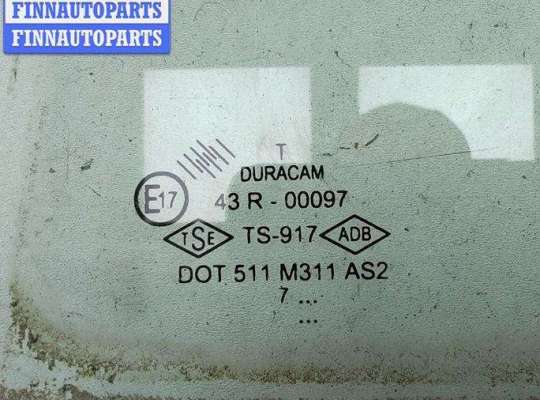 FINNAUTOPARTS
FINNAUTOPARTS
T
DURACAM
E17 43 R - 00097
TSE TS-917 ADB
DOT 511 M311 AS2
7 ...
...